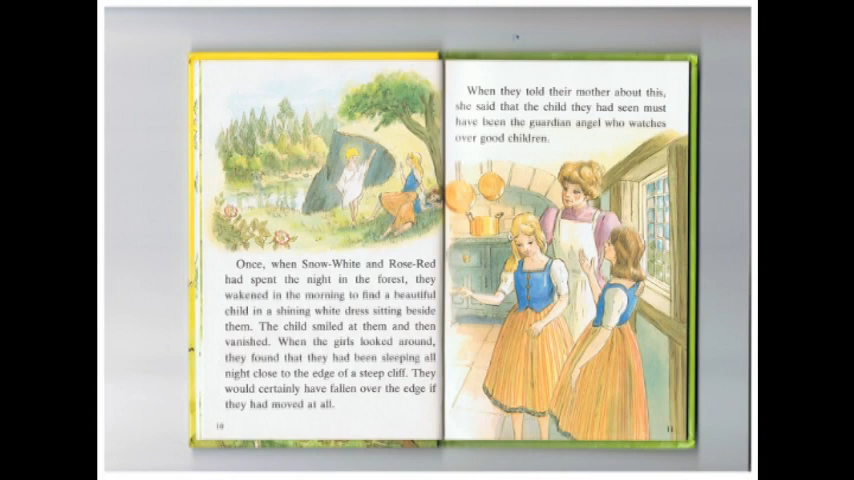 Once, when Snow-White and Rose-Red
had spent the night in the forest, they
wakened in the morning to find a beautiful
child in a shining white dress sitting beside
them. The child smiled at them and then
vanished. When the girls looked around,
they found that they had been sleeping all
night close to the edge of a steep cliff. They
would certainly have fallen over the edge if
they had moved at all.
10
When they told their mother about this,
she said that the child they had seen must
have been the guardian angel who watches
over good children.
11